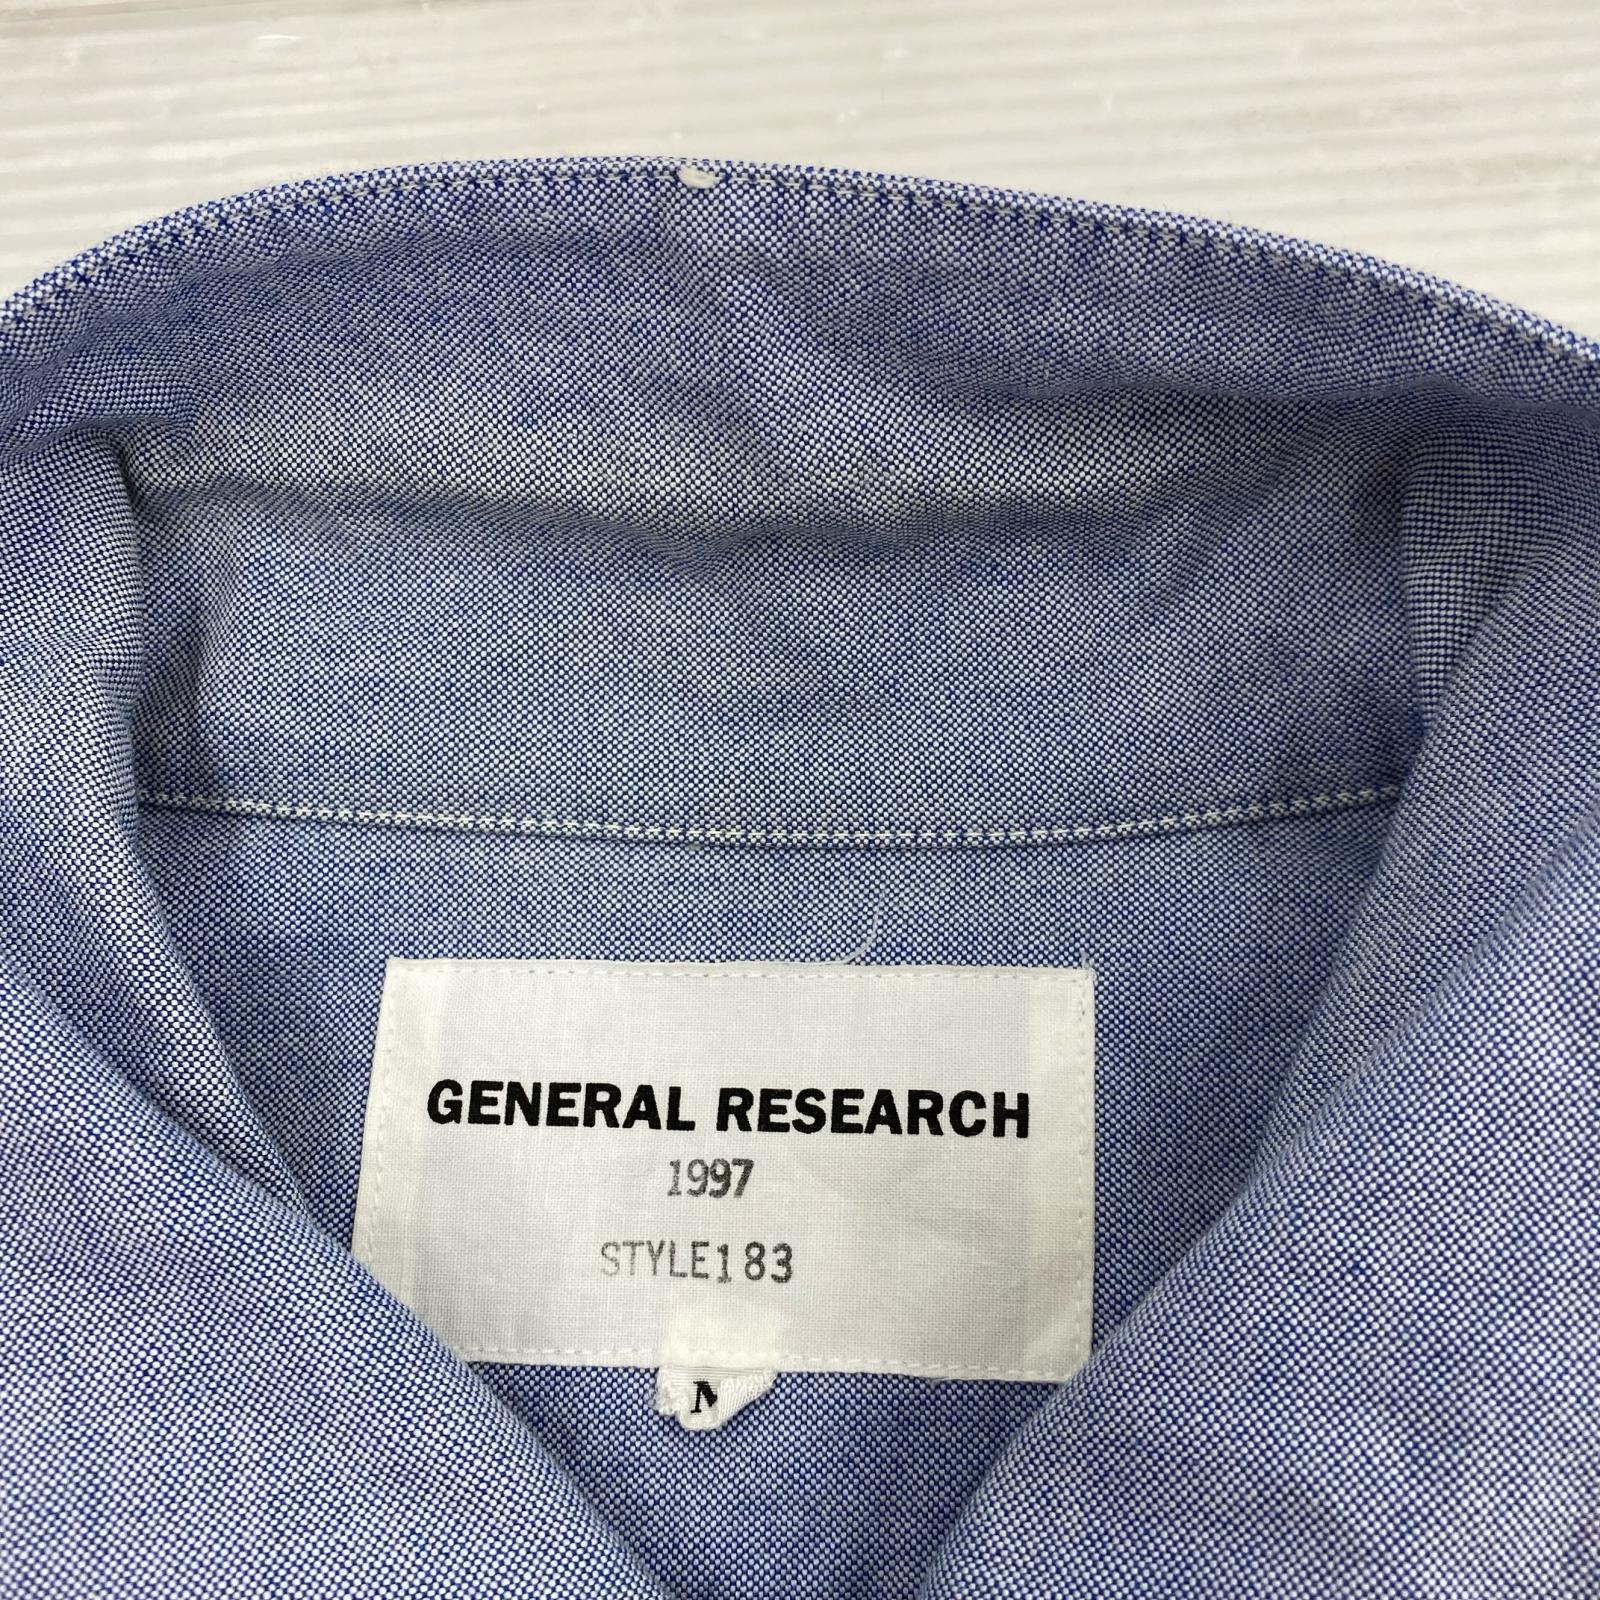 GENERAL RESEARCH
1997
STYLE183
M